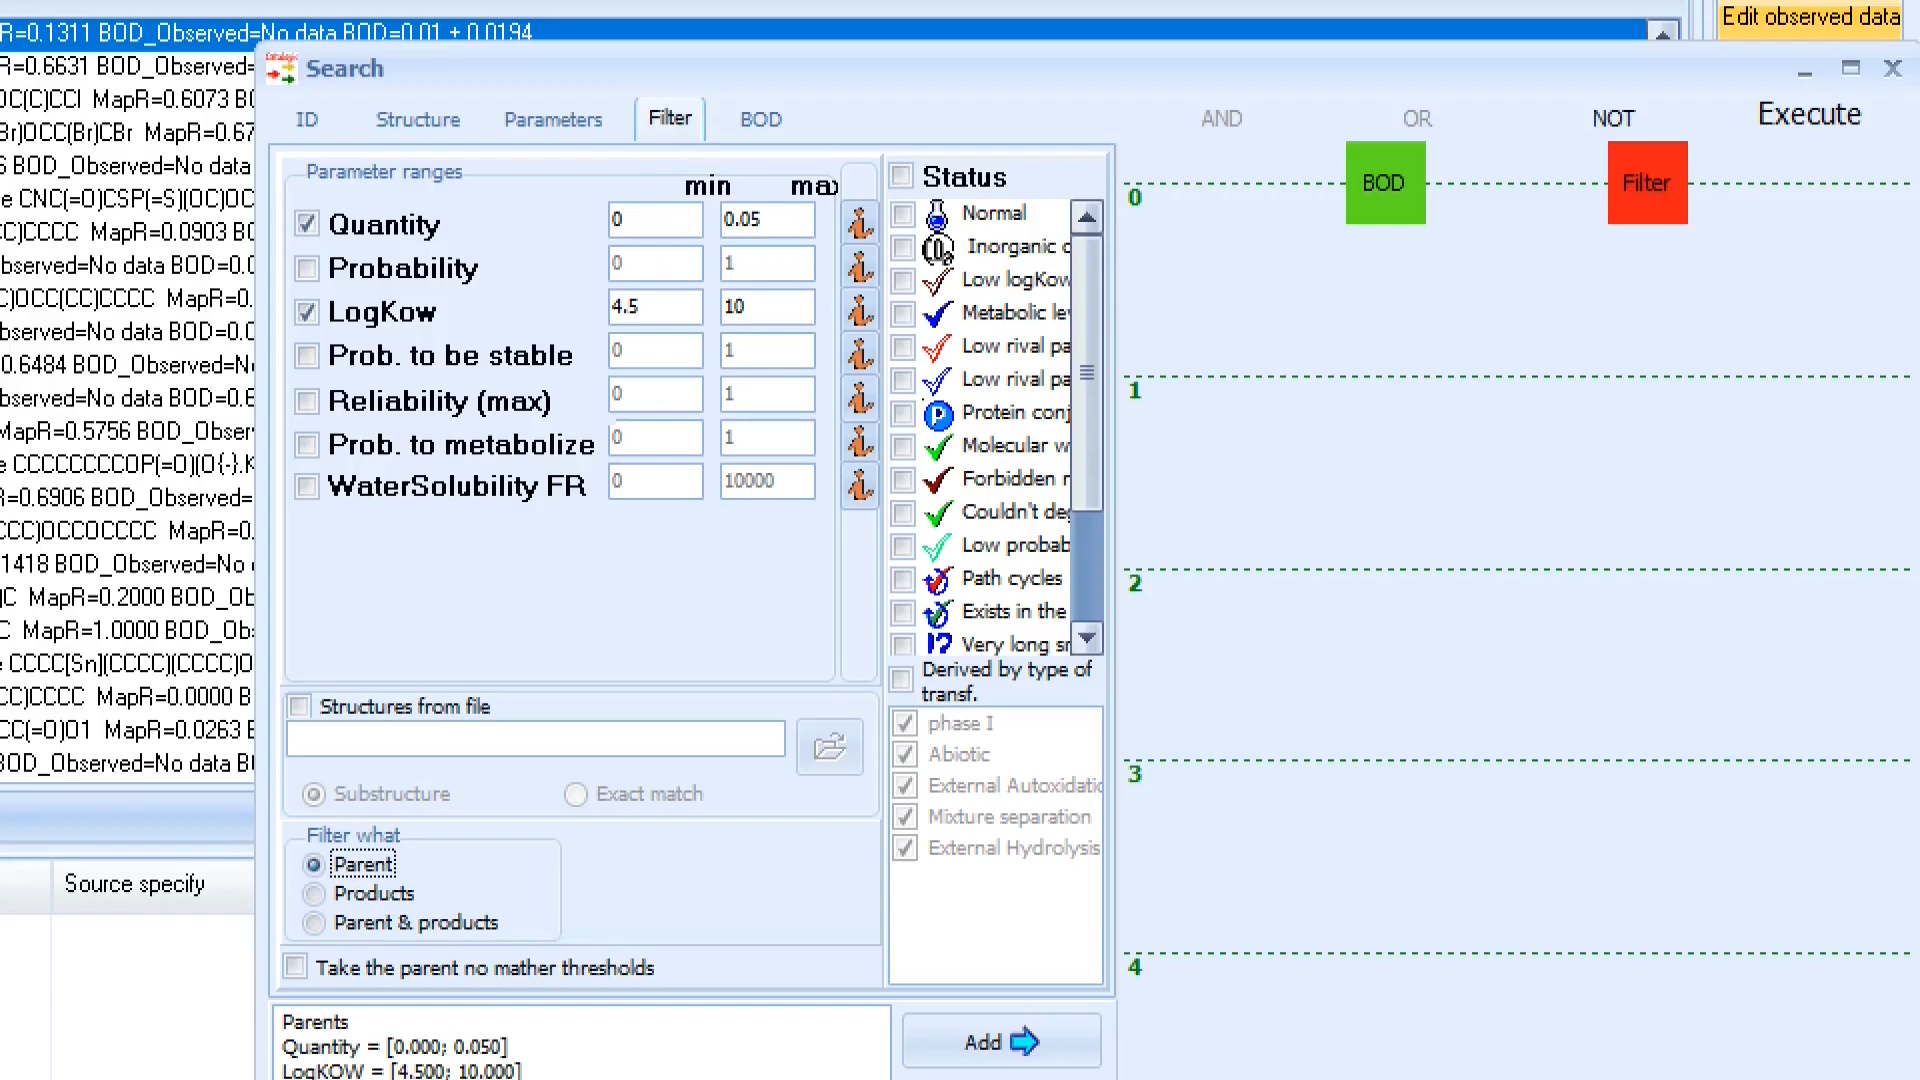 R=0.1311 BOD_Observed=No data BOD=0.01 ± 0.0194
Edit observed data
R=0.6631 BOD_Observed=
OC(C)CCl MapR=0.6073 B
Br)OCC(Br)CBr MapR=0.67
6 BOD_Observed=No data
e CNC(=O)CSP(=S)(OC)OC
CC)CCCC MapR=0.0903 BO
bserved=No data BOD=0.0
C)OCC(CC)CCCC MapR=0.
bserved=No data BOD=0.0
0.6484 BOD_Observed=No
bserved=No data BOD=0.6
MapR=0.5756 BOD_Obser
e CCCCCCCCOP(=O)(O{-}.K
R=0.6906 BOD_Observed=
CCC)OCCOCCCC MapR=0.
1418 BOD_Observed=No
C MapR=0.2000 BOD_Ob
C MapR=1.0000 BOD_Ob
e CCCC[Sn](CCCC)(CCCC)O
CC)CCCC MapR=0.0000 B
CC(=O)O1 MapR=0.0263 B
BOD_Observed=No data B
Source specify
Search
ID Structure Parameters Filter BOD
Parameter ranges
min max
Quantity 0 0.05
Probability 0 1
LogKow 4.5 10
Prob. to be stable 0 1
Reliability (max) 0 1
Prob. to metabolize 0 1
WaterSolubility FR 0 10000
Structures from file
Substructure Exact match
Filter what
Parent
Products
Parent & products
Take the parent no mather thresholds
Parents
Quantity = [0.000; 0.050]
LogKOW = [4.500; 10.000]
Status
Normal
Inorganic c
Low logKow
Metabolic le
Low rival pa
Low rival pa
Protein conj
Molecular w
Forbidden r
Couldn't deg
Low probab
Path cycles
Exists in the
Very long sm
Derived by type of
transf.
phase I
Abiotic
External Autoxidatic
Mixture separation
External Hydrolysis
Add
AND OR NOT Execute
BOD Filter
0
1
2
3
4